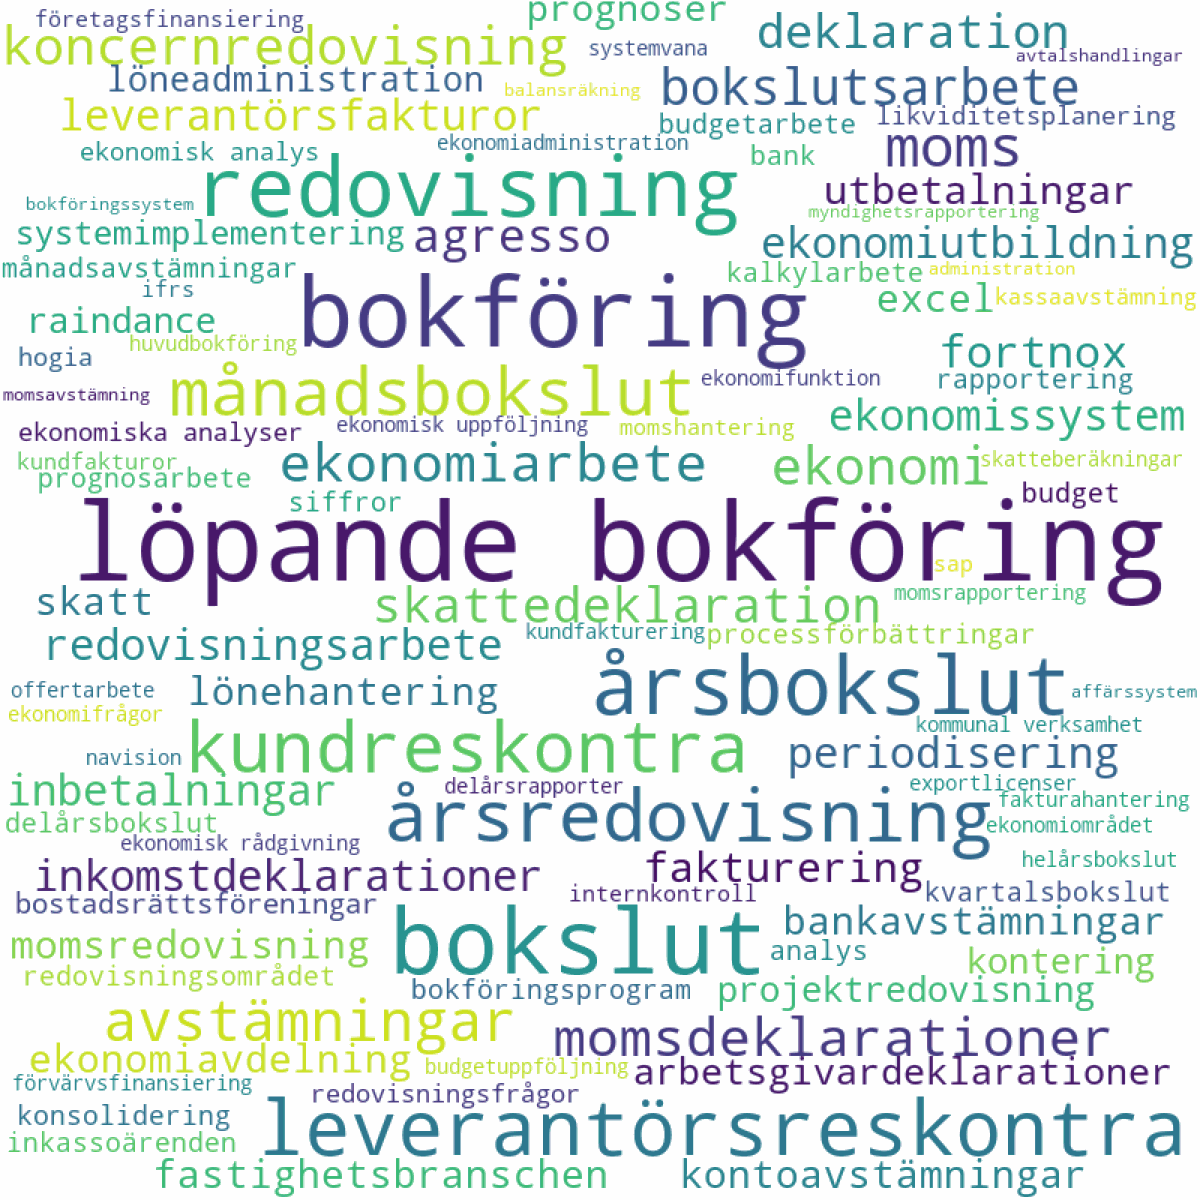 företagsfinansiering
prognoser
koncernredovisning
systemvana
deklaration
avtalshandlingar
löneadministration
balansräkning
bokslutsarbete
leverantörsfakturor
budgetarbete
likviditetsplanering
ekonomisk analys
ekonomiadministration
bank
moms
redovisning
utbetalningar
bokföringssystem
myndighetsrapportering
systemimplementering
agresso
ekonomiutbildning
månadsavstämningar
kalkylarbete
administration
ifrs
bokföring
excel
kassaavstämning
raindance
huvudbokföring
hogia
fortnox
månadsbokslut
ekonomifunktion
rapportering
momsavstämning
ekonomiska analyser
ekonomisk uppföljning
momshantering
ekonomissystem
kundfakturor
ekonomiarbete
ekonomi
skatteberäkningar
prognosarbete
siffror
budget
löpande bokföring
sap
skatt
skattedeklaration
momsrapportering
redovisningsarbete
kundfakturering
processförbättringar
offertarbete
lönehantering
årsbokslut
affärssystem
ekonomifrågor
kommunal verksamhet
navision
kundreskontra
periodisering
inbetalningar
delårsrapporter
exportlicenser
årsredovisning
fakturahantering
delårsbokslut
ekonomiområdet
ekonomisk rådgivning
inkomstdeklarationer
fakturering
helårsbokslut
internkontroll
kvartalsbokslut
bostadsrättsföreningar
bokslut
bankavstämningar
momsredovisning
analys
kontering
redovisningsområdet
bokföringsprogram
projektredovisning
avstämningar
momsdeklarationer
ekonomiavdelning
budgetuppföljning
arbetsgivardeklarationer
förvärvsfinansiering
redovisningsfrågor
konsolidering
leverantörsreskontra
inkassoärenden
fastighetsbranschen
kontoavstämningar